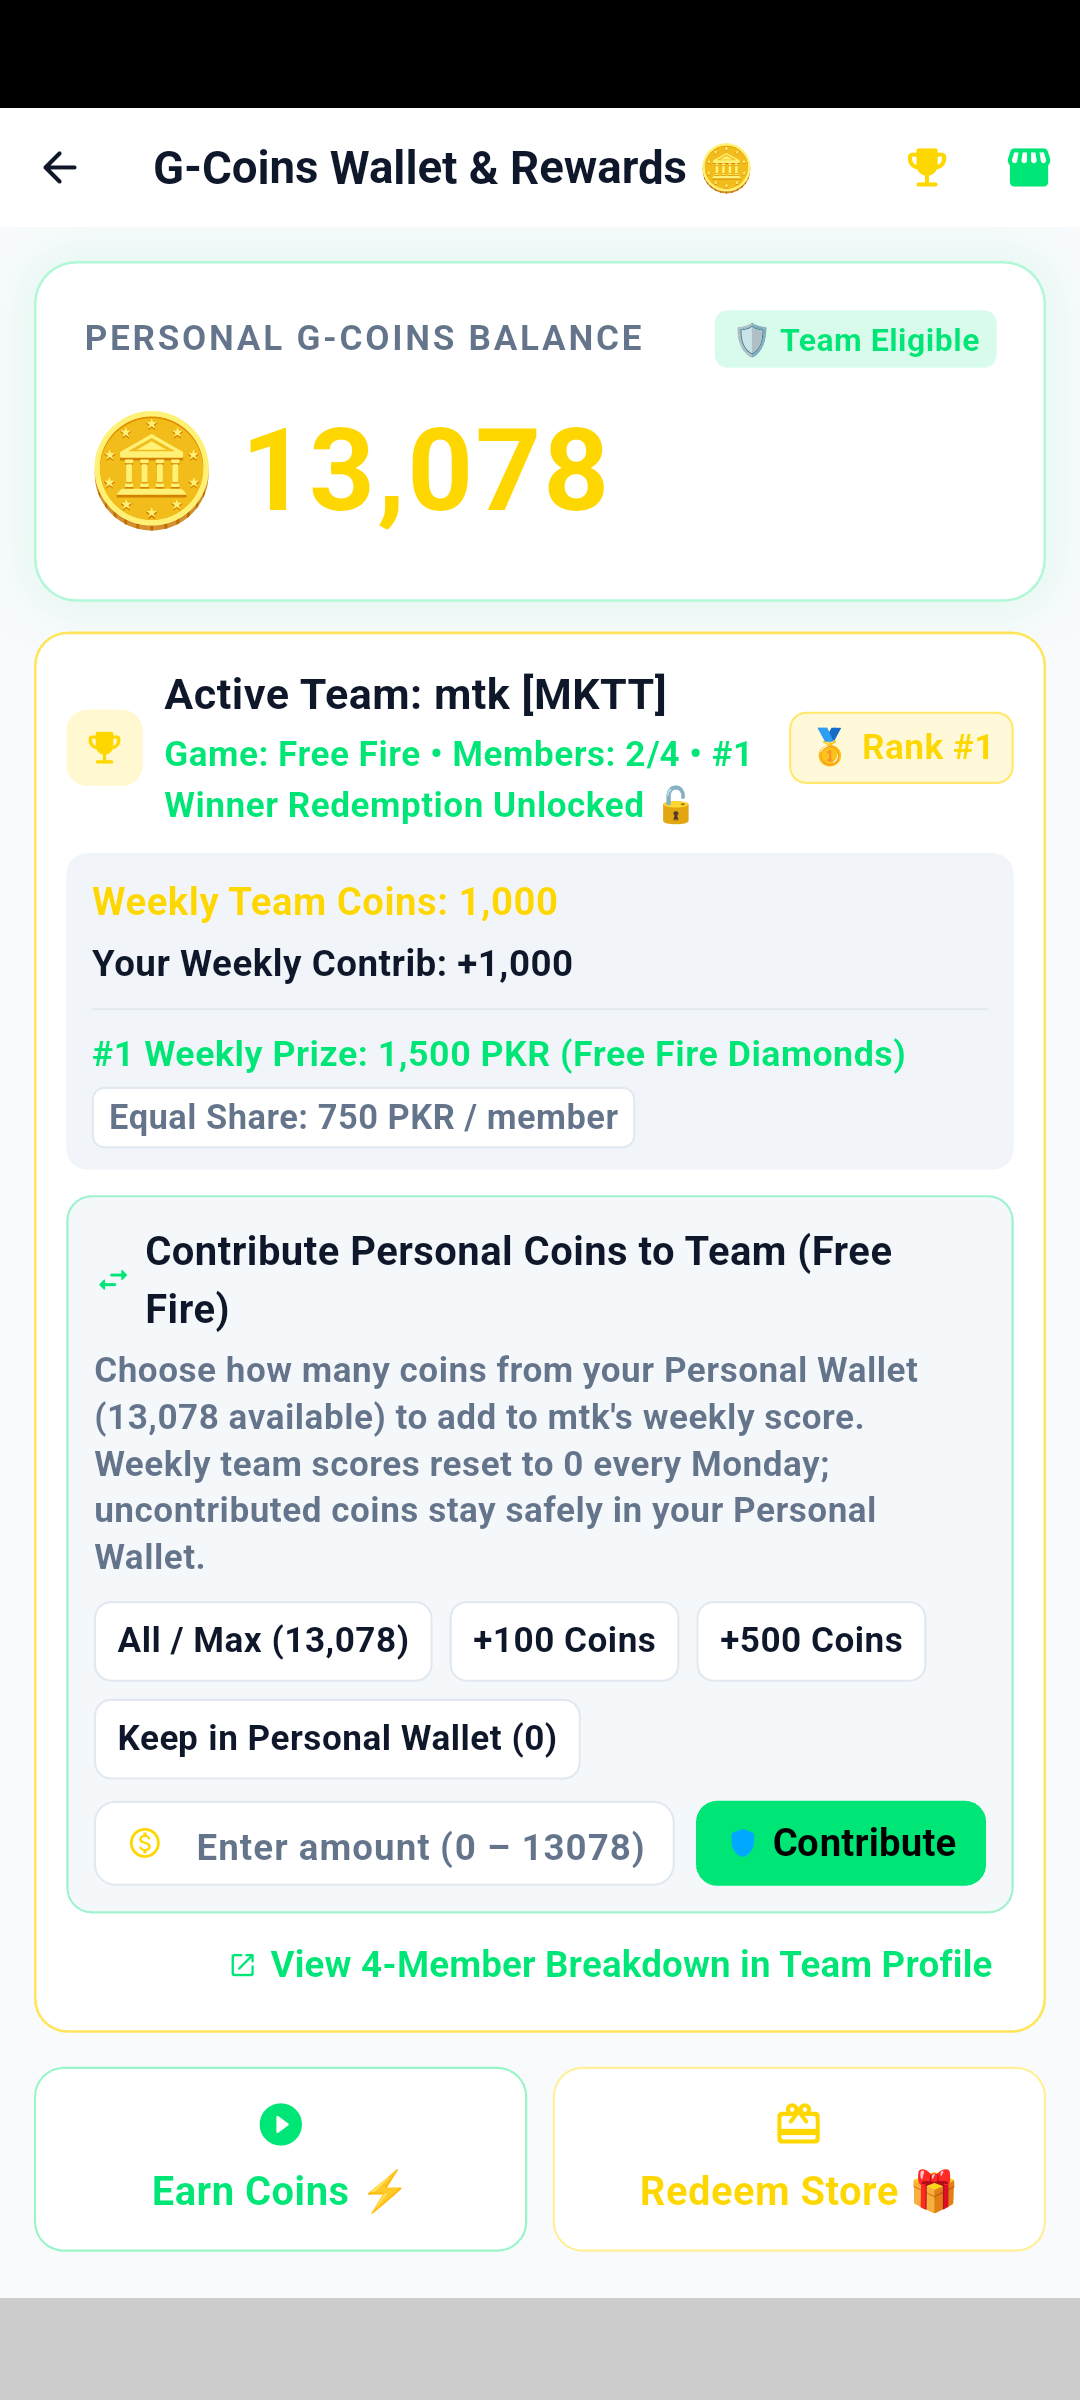 G-Coins Wallet & Rewards 🪙
PERSONAL G-COINS BALANCE
🛡️ Team Eligible
🪙 13,078
Active Team: mtk [MKTT]
Game: Free Fire • Members: 2/4 • #1
Winner Redemption Unlocked 🔓
🥇 Rank #1
Weekly Team Coins: 1,000
Your Weekly Contrib: +1,000
#1 Weekly Prize: 1,500 PKR (Free Fire Diamonds)
Equal Share: 750 PKR / member
Contribute Personal Coins to Team (Free
Fire)
Choose how many coins from your Personal Wallet
(13,078 available) to add to mtk's weekly score.
Weekly team scores reset to 0 every Monday;
uncontributed coins stay safely in your Personal
Wallet.
All / Max (13,078)
+100 Coins
+500 Coins
Keep in Personal Wallet (0)
Enter amount (0 – 13078)
Contribute
View 4-Member Breakdown in Team Profile
Earn Coins ⚡
Redeem Store 🎁